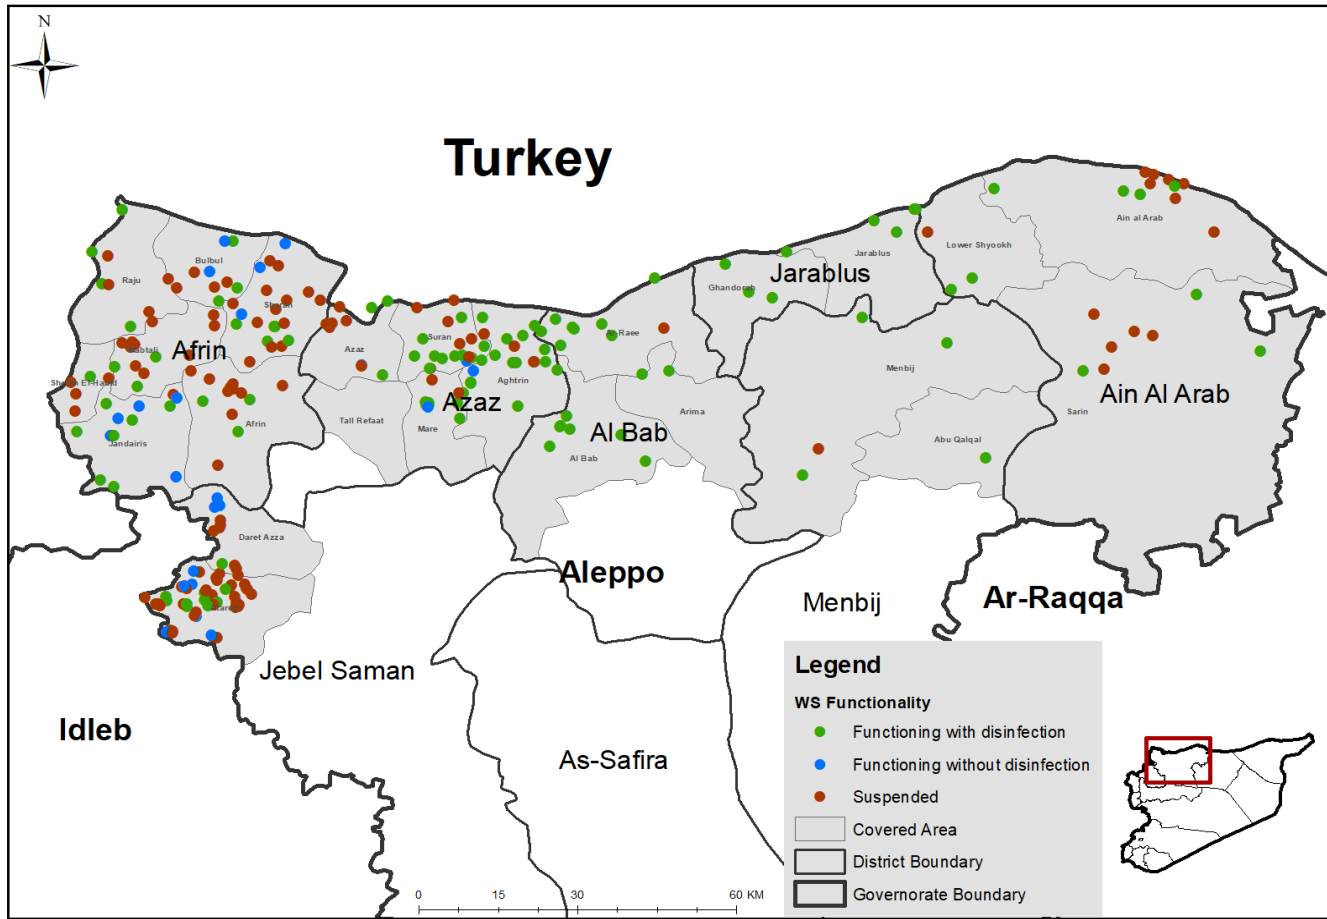 N
Turkey
Ain al Arab
Bulbul
Lower Shyookh
Jarablus
Raju
Jarablus
Ghandorah
Sharan
Suran
Al Raee
Azaz
Afrin
Menbij
Aghtrin
Ain Al Arab
Azaz
Arima
Sarin
Tall Refaat
Mare
Afrin
Al Bab
Jandairis
Al Bab
Abu Qalqal
Daret Azza
Aleppo
Ar-Raqqa
Menbij
Jebel Saman
Idleb
As-Safira
Legend
WS Functionality
Functioning with disinfection
Functioning without disinfection
Suspended
Covered Area
District Boundary
Governorate Boundary
0 15 30 60 KM